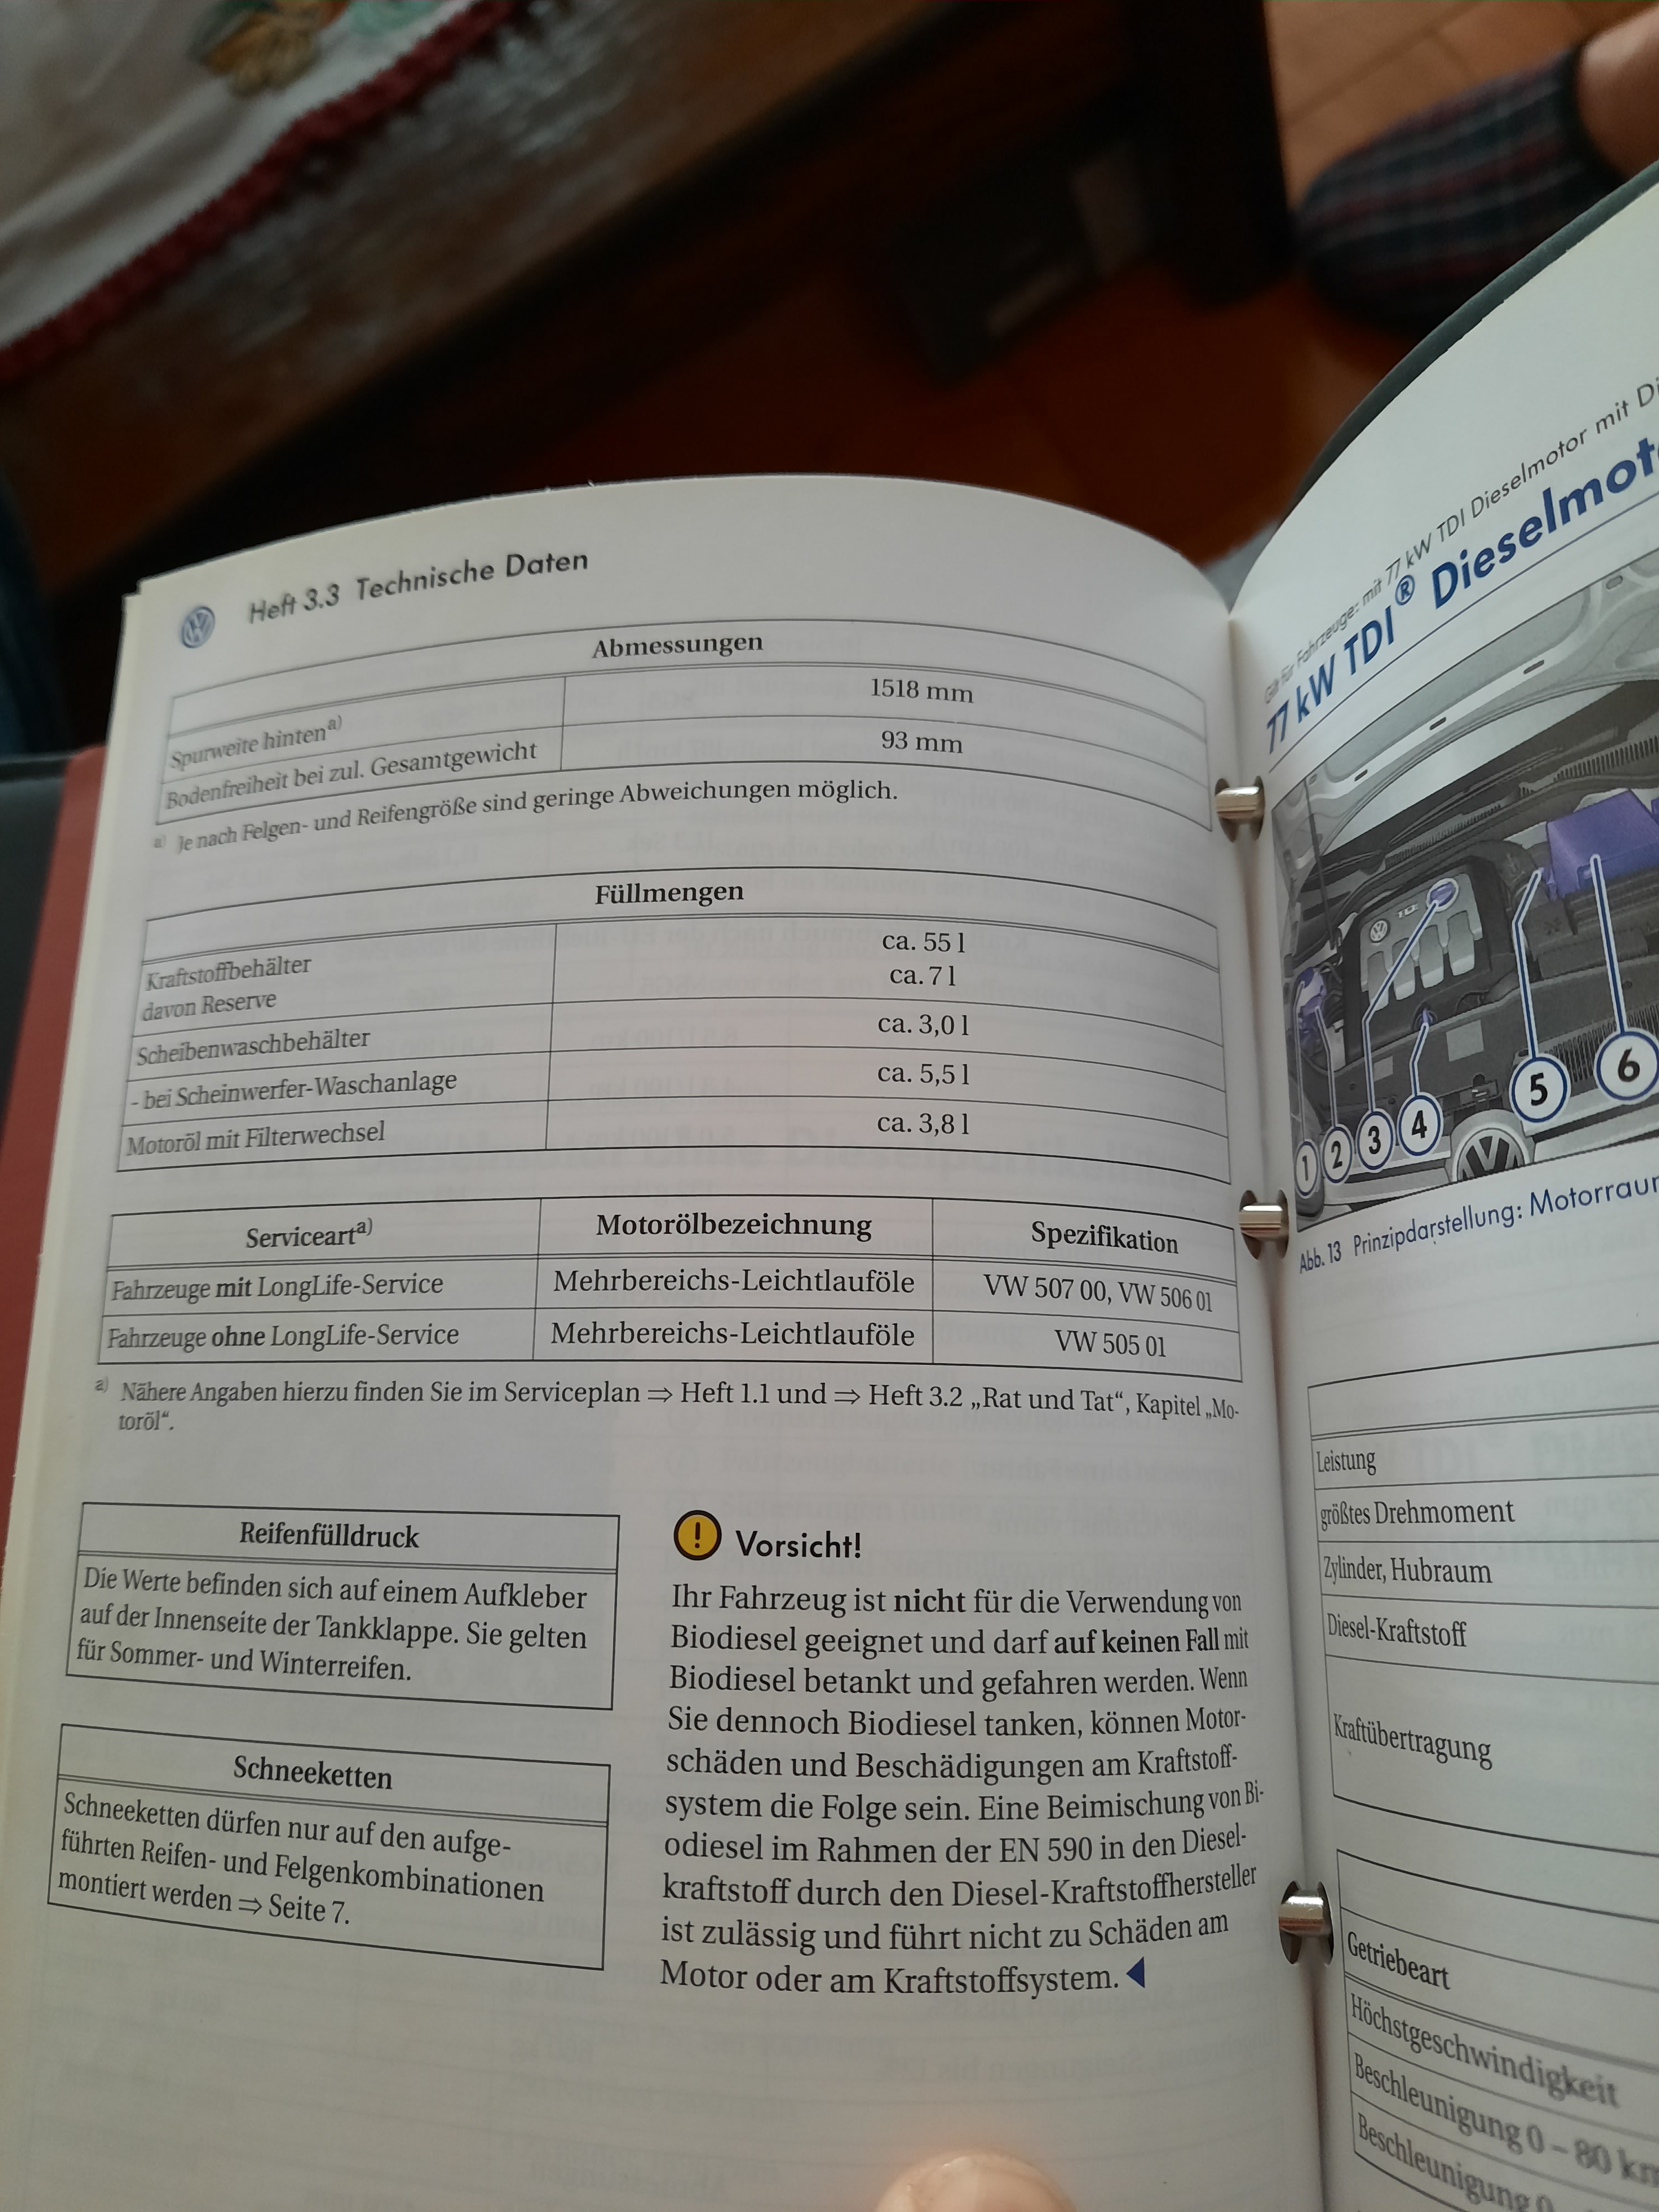 Heft 3.3 Technische Daten
Abmessungen
Spurweite hinten a) 1518 mm
Bodenfreiheit bei zul. Gesamtgewicht 93 mm
a) Je nach Felgen- und Reifengröße sind geringe Abweichungen möglich.
Füllmengen
Kraftstoffbehälter ca. 55 l
davon Reserve ca. 7 l
Scheibenwaschbehälter ca. 3,0 l
- bei Scheinwerfer-Waschanlage ca. 5,5 l
Motoröl mit Filterwechsel ca. 3,8 l
Serviceart a) Motorölbezeichnung Spezifikation
Fahrzeuge mit LongLife-Service Mehrbereichs-Leichtlauföle VW 507 00, VW 506 01
Fahrzeuge ohne LongLife-Service Mehrbereichs-Leichtlauföle VW 505 01
a) Nähere Angaben hierzu finden Sie im Serviceplan ⇒ Heft 1.1 und ⇒ Heft 3.2 „Rat und Tat“, Kapitel „Mo-
toröl“.
Reifenfülldruck
Die Werte befinden sich auf einem Aufkleber
auf der Innenseite der Tankklappe. Sie gelten
für Sommer- und Winterreifen.
Schneeketten
Schneeketten dürfen nur auf den aufge-
führten Reifen- und Felgenkombinationen
montiert werden ⇒ Seite 7.
! Vorsicht!
Ihr Fahrzeug ist nicht für die Verwendung von
Biodiesel geeignet und darf auf keinen Fall mit
Biodiesel betankt und gefahren werden. Wenn
Sie dennoch Biodiesel tanken, können Motor-
schäden und Beschädigungen am Kraftstoff-
system die Folge sein. Eine Beimischung von Bi-
odiesel im Rahmen der EN 590 in den Diesel-
kraftstoff durch den Diesel-Kraftstoffhersteller
ist zulässig und führt nicht zu Schäden am
Motor oder am Kraftstoffsystem. ◀
Gilt für Fahrzeuge: mit 77 kW TDI Dieselmotor mit Di
77 kW TDI® Dieselmoto
TDI
1 2 3 4 5 6
Abb. 13 Prinzipdarstellung: Motorraum
Leistung
größtes Drehmoment
Zylinder, Hubraum
Diesel-Kraftstoff
Kraftübertragung
Getriebeart
Höchstgeschwindigkeit
Beschleunigung 0 – 80 km
Beschleunigung 0